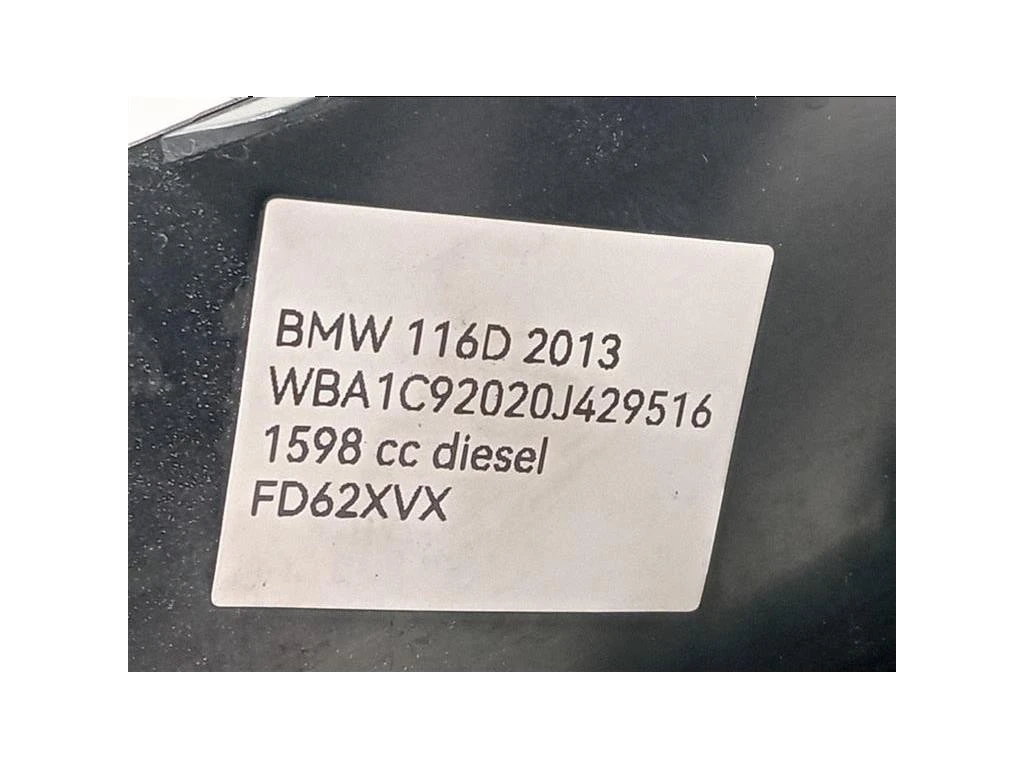 BMW 116D 2013
WBA1C92020J429516
1598 cc diesel
FD62XVX